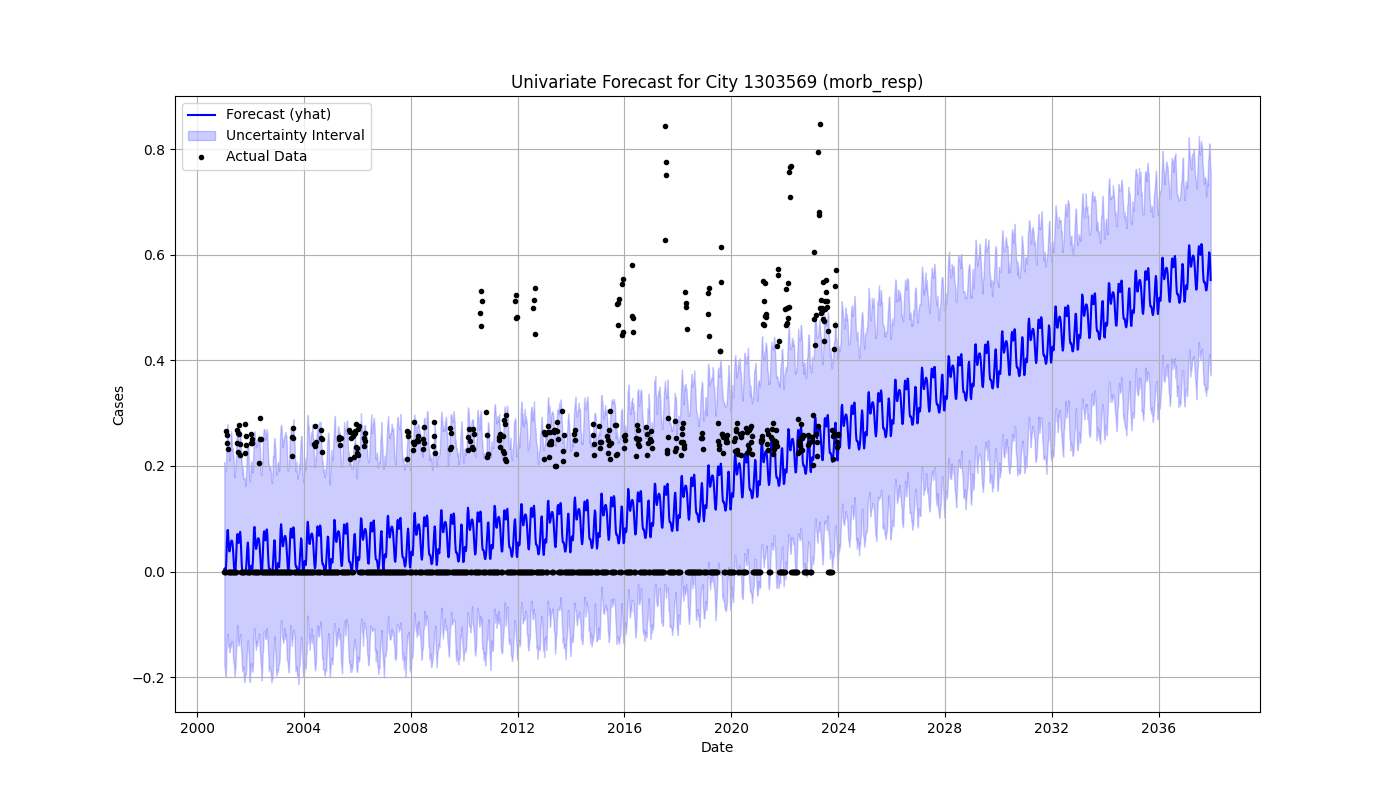 Univariate Forecast for City 1303569 (morb_resp)
Forecast (yhat)
Uncertainty Interval
Actual Data
Cases
0.8
0.6
0.4
0.2
0.0
−0.2
2000 2004 2008 2012 2016 2020 2024 2028 2032 2036
Date